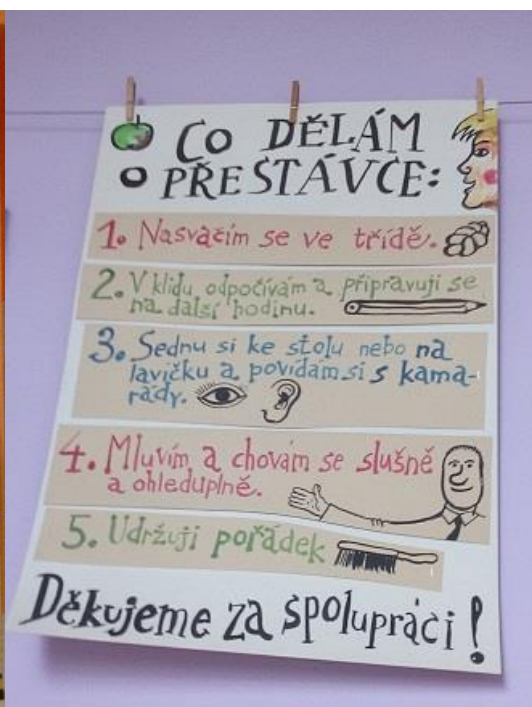 CO DĚLÁM
O PŘESTÁVCE:
1. Nasvačím se ve třídě.
2. V klidu odpočívám a připravuji se
na další hodinu.
3. Sednu si ke stolu nebo na
lavičku a povídám si s kama-
rády.
4. Mluvím a chovám se slušně
a ohleduplně.
5. Udržuji pořádek
Děkujeme za spolupráci!